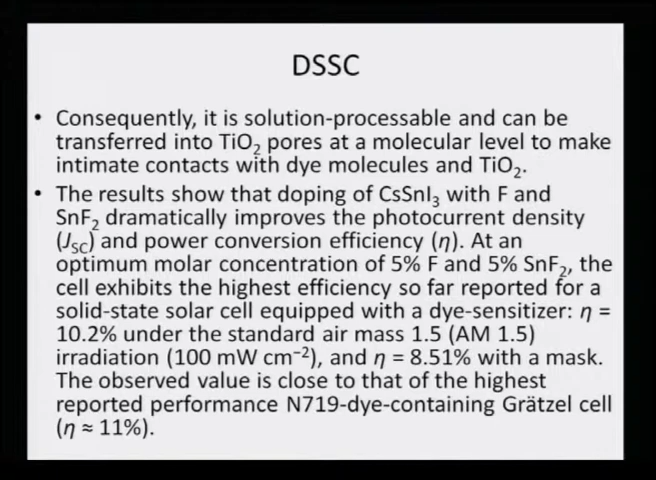 DSSC
• Consequently, it is solution-processable and can be
transferred into TiO₂ pores at a molecular level to make
intimate contacts with dye molecules and TiO₂.
• The results show that doping of CsSnI₃ with F and
SnF₂ dramatically improves the photocurrent density
(J_SC) and power conversion efficiency (η). At an
optimum molar concentration of 5% F and 5% SnF₂, the
cell exhibits the highest efficiency so far reported for a
solid-state solar cell equipped with a dye-sensitizer: η =
10.2% under the standard air mass 1.5 (AM 1.5)
irradiation (100 mW cm⁻²), and η = 8.51% with a mask.
The observed value is close to that of the highest
reported performance N719-dye-containing Grätzel cell
(η ≈ 11%).